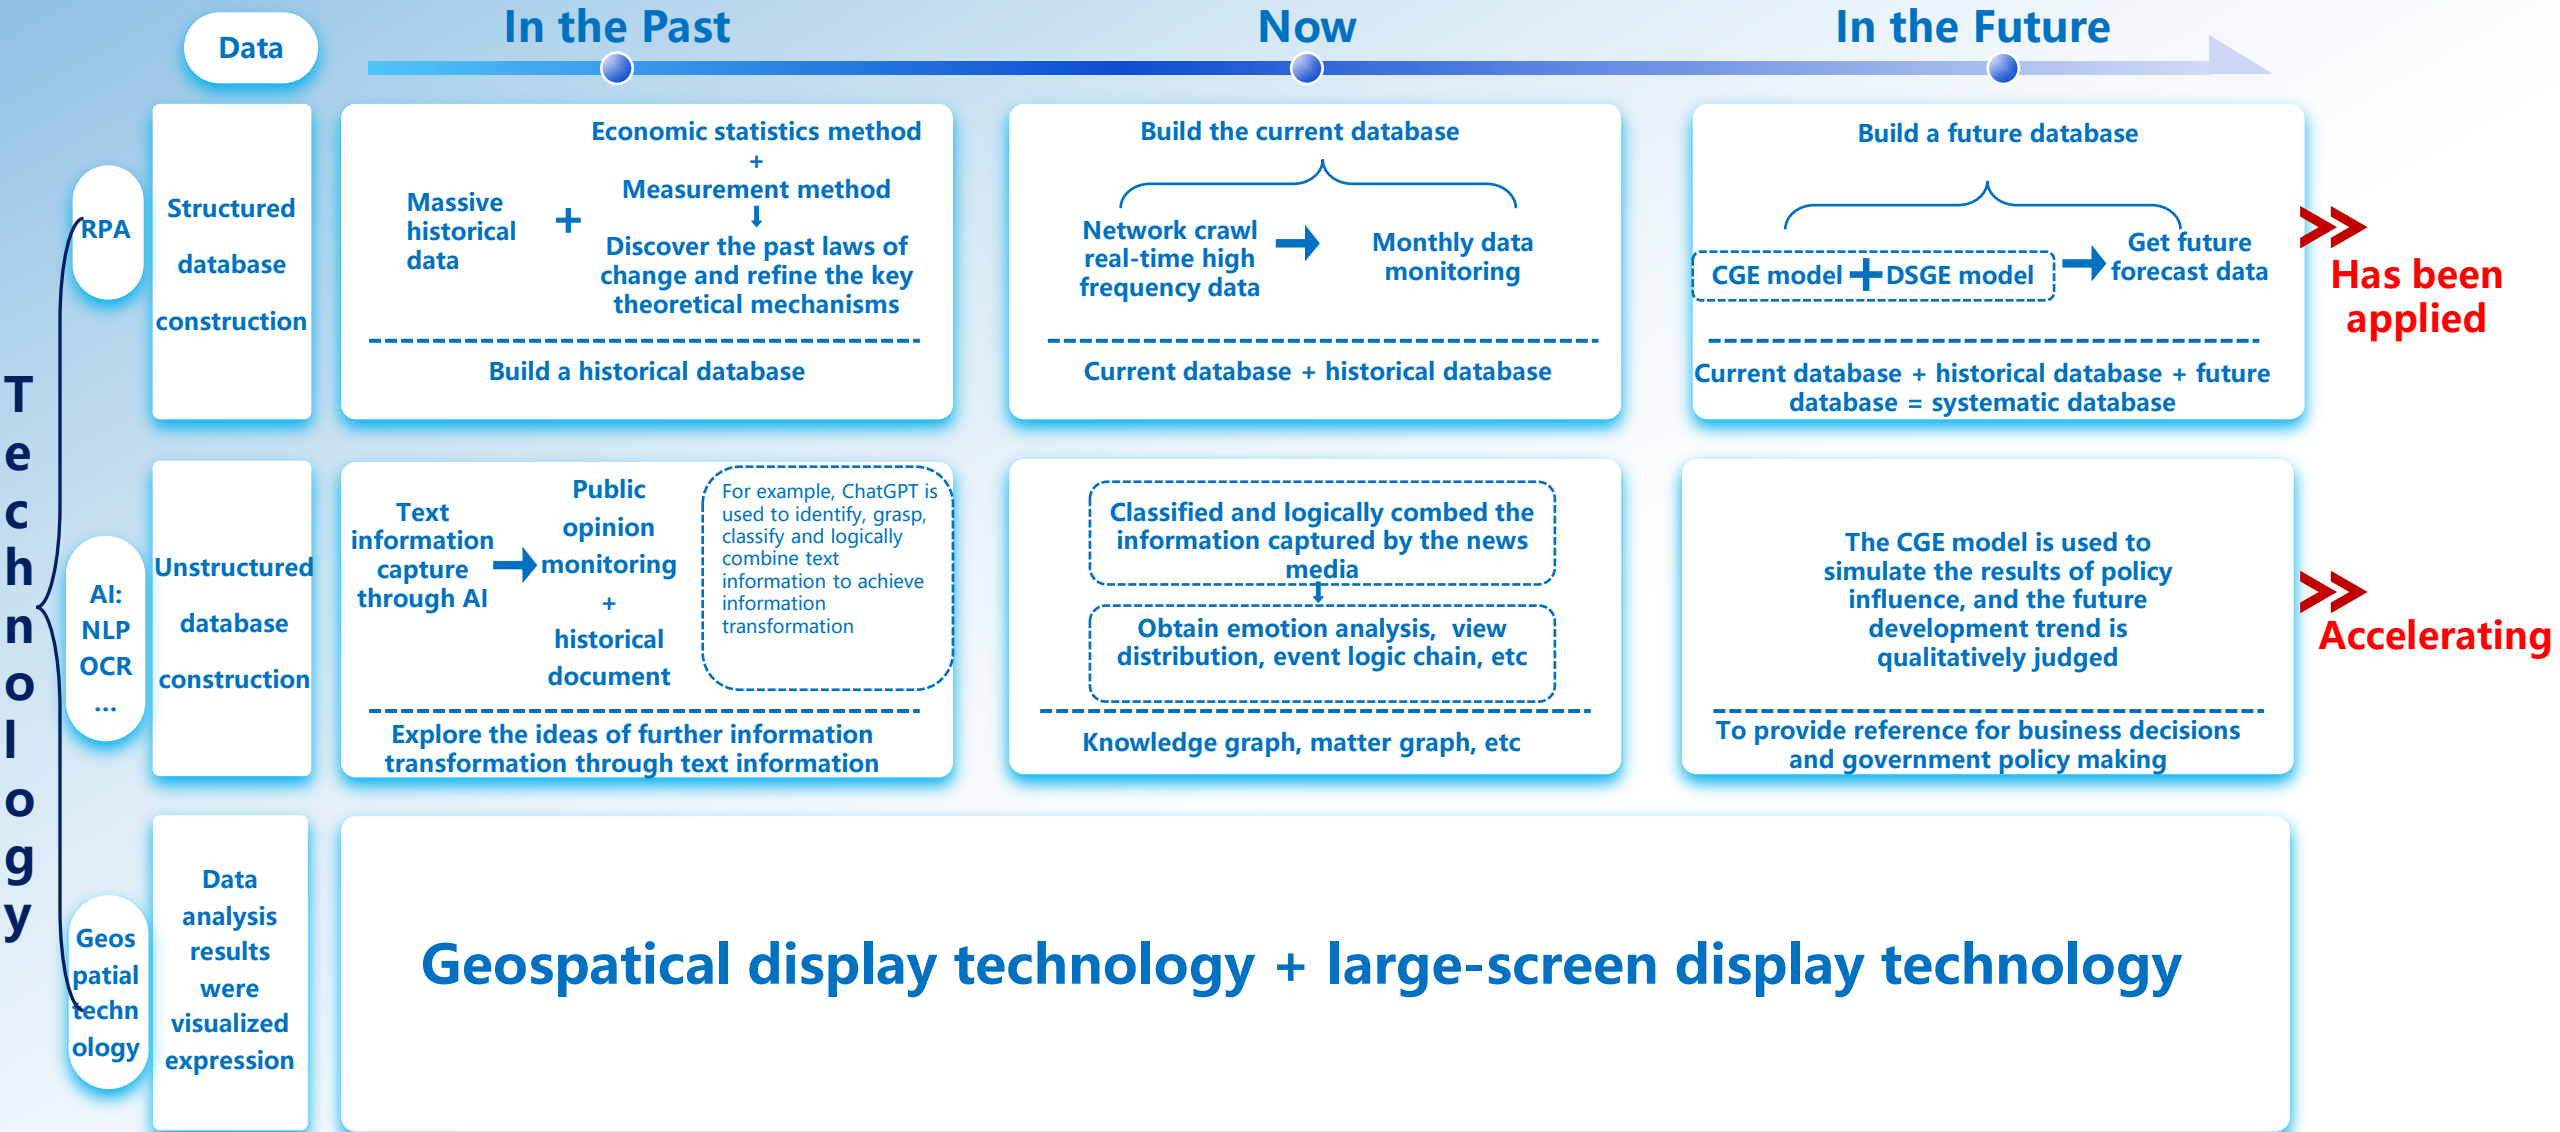 Data
In the Past
Now
In the Future
Technology
RPA
Structured
database
construction
Massive
historical
data
+
Economic statistics method
+
Measurement method
Discover the past laws of
change and refine the key
theoretical mechanisms
Build a historical database
Build the current database
Network crawl
real-time high
frequency data
Monthly data
monitoring
Current database + historical database
Build a future database
CGE model + DSGE model
Get future
forecast data
Current database + historical database + future
database = systematic database
Has been
applied
AI:
NLP
OCR
...
Unstructured
database
construction
Text
information
capture
through AI
Public
opinion
monitoring
+
historical
document
For example, ChatGPT is
used to identify, grasp,
classify and logically
combine text
information to achieve
information
transformation
Explore the ideas of further information
transformation through text information
Classified and logically combed the
information captured by the news
media
Obtain emotion analysis, view
distribution, event logic chain, etc
Knowledge graph, matter graph, etc
The CGE model is used to
simulate the results of policy
influence, and the future
development trend is
qualitatively judged
To provide reference for business decisions
and government policy making
Accelerating
Geos
patial
techn
ology
Data
analysis
results
were
visualized
expression
Geospatical display technology + large-screen display technology